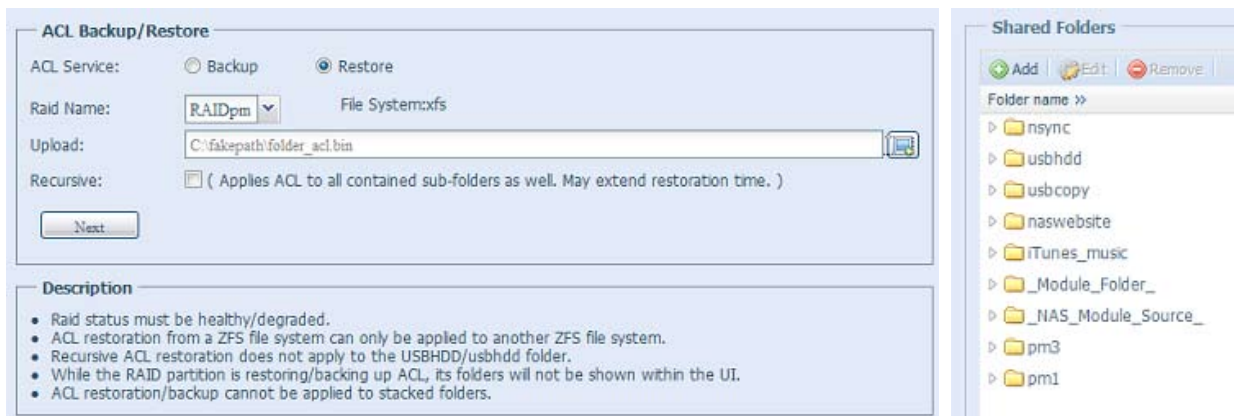 ACL Backup/Restore
ACL Service: Backup Restore
Raid Name: RAIDpm File System:xfs
Upload: C:\fakepath\folder_acl.bin
Recursive: ( Applies ACL to all contained sub-folders as well. May extend restoration time. )
Next
Description
• Raid status must be healthy/degraded.
• ACL restoration from a ZFS file system can only be applied to another ZFS file system.
• Recursive ACL restoration does not apply to the USBHDD/usbhdd folder.
• While the RAID partition is restoring/backing up ACL, its folders will not be shown within the UI.
• ACL restoration/backup cannot be applied to stacked folders.
Shared Folders
Add Edit Remove
Folder name »
nsync
usbhdd
usbcopy
naswebsite
iTunes_music
_Module_Folder_
_NAS_Module_Source_
pm3
pm1